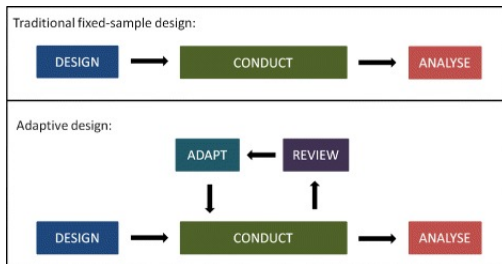 Traditional fixed-sample design:
DESIGN
CONDUCT
ANALYSE
Adaptive design:
ADAPT
REVIEW
DESIGN
CONDUCT
ANALYSE